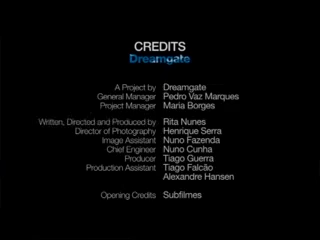 CREDITS
Dreamgate
A Project by Dreamgate
General Manager Pedro Vaz Marques
Project Manager Maria Borges
Written, Directed and Produced by Rita Nunes
Director of Photography Henrique Serra
Image Assistant Nuno Fazenda
Chief Engineer Nuno Cunha
Producer Tiago Guerra
Production Assistant Tiago Falcão
Alexandre Hansen
Opening Credits Subfilmes